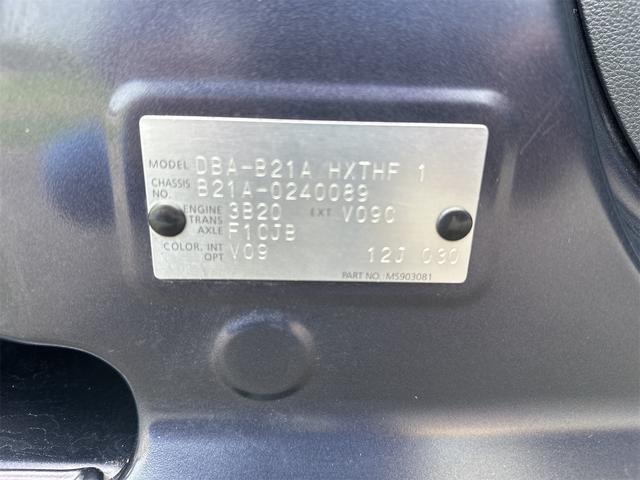 MODEL DBA-B21A HXTHF 1
CHASSIS NO. B21A-0240089
ENGINE 3B20 EXT V09C
TRANS AXLE F1CJB
COLOR, INT OPT V09 12J 030
PART NO. M5903081